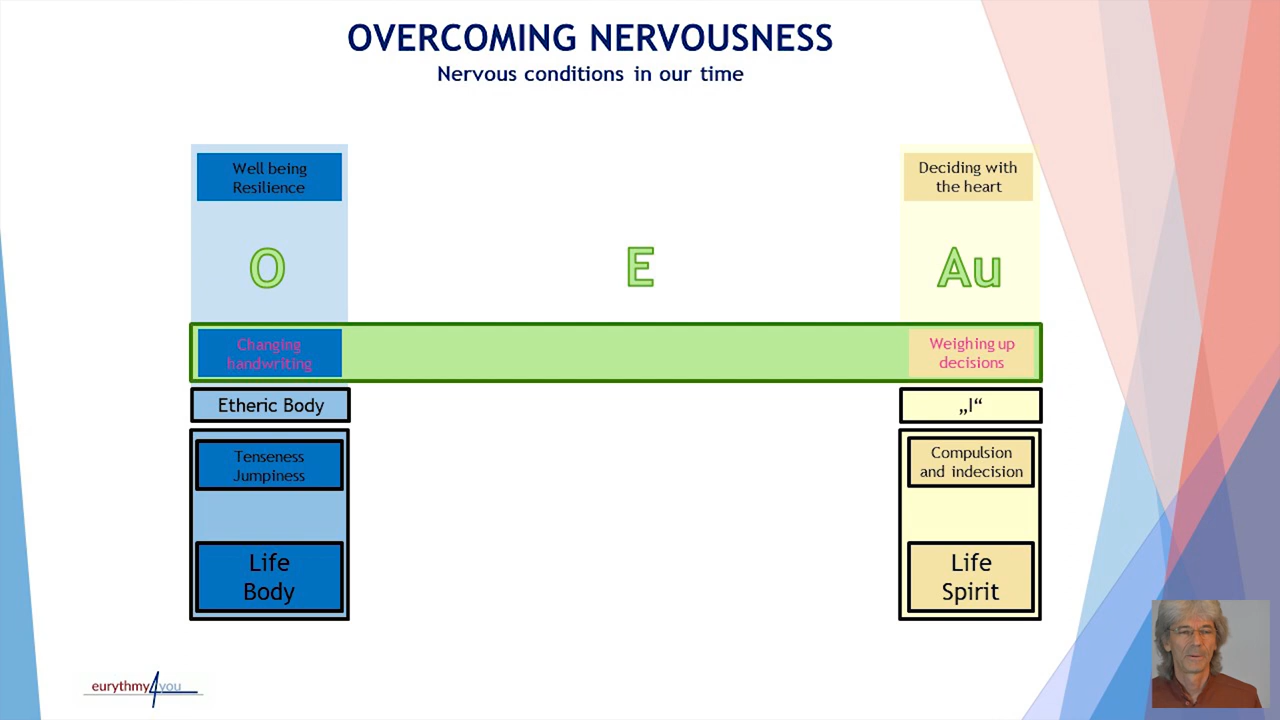 OVERCOMING NERVOUSNESS
Nervous conditions in our time
Well being
Resilience
Deciding with
the heart
O
E
Au
Changing
handwriting
Weighing up
decisions
Etheric Body
„I“
Tenseness
Jumpiness
Compulsion
and indecision
Life
Body
Life
Spirit
eurythmy4you